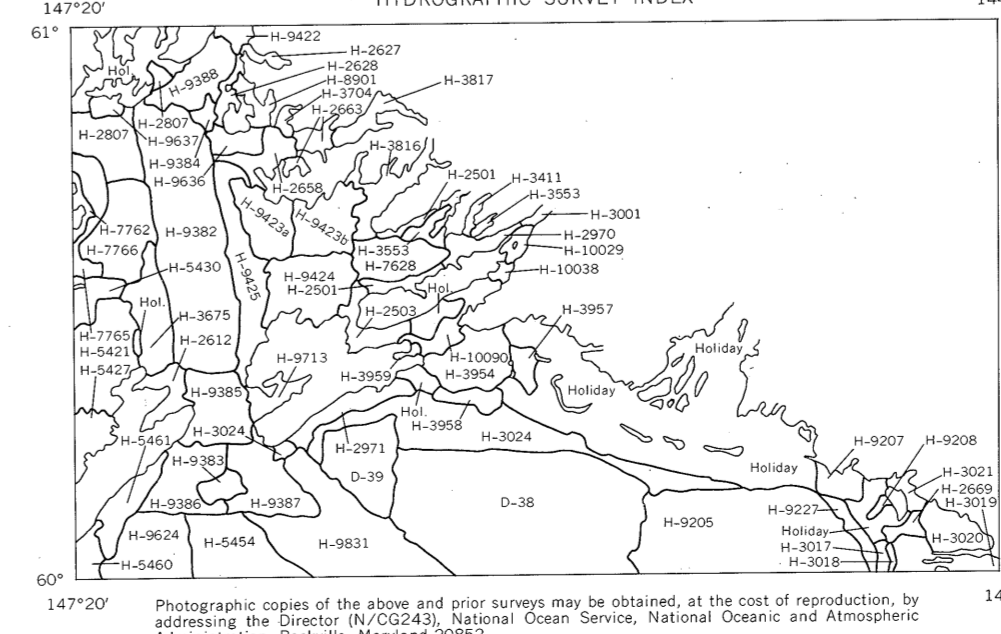 147°20'
61°
H-9422
H-2627
H-2628
Hol.
H-9388
H-8901
H-3817
H-3704
H-2663
H-2807
H-2807
H-9637
H-3816
H-9384
H-9636
H-2658
H-2501
H-3411
H-3553
H-9423a
H-9423b
H-3001
H-7762
H-9382
H-2970
H-7766
H-3553
H-10029
H-7628
H-5430
H-9425
H-9424
H-10038
H-2501
Hol.
Hol.
H-2503
H-3957
H-3675
H-7765
H-2612
H-5421
Holiday
H-9713
H-10090
H-5427
H-3959
H-3954
H-9385
Holiday
Hol.
H-3958
H-3024
H-3024
H-5461
H-2971
H-9207
H-9208
H-9383
Holiday
H-3021
D-39
H-2669
H-9386
H-9387
D-38
H-3019
H-9227
H-9205
H-9624
Holiday
H-5454
H-9831
H-3020
H-3017
H-5460
H-3018
60°
147°20'
Photographic copies of the above and prior surveys may be obtained, at the cost of reproduction, by
addressing the Director (N/CG243), National Ocean Service, National Oceanic and Atmospheric